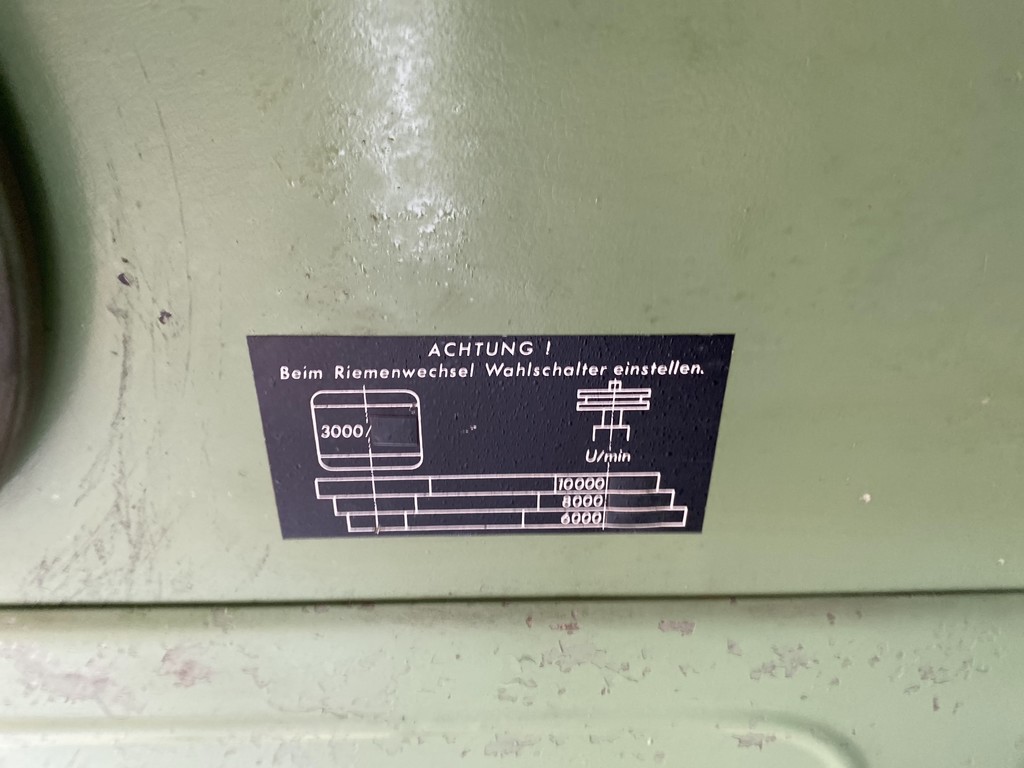 ACHTUNG !
Beim Riemenwechsel Wahlschalter einstellen.
3000/
U/min
10000
8000
6000